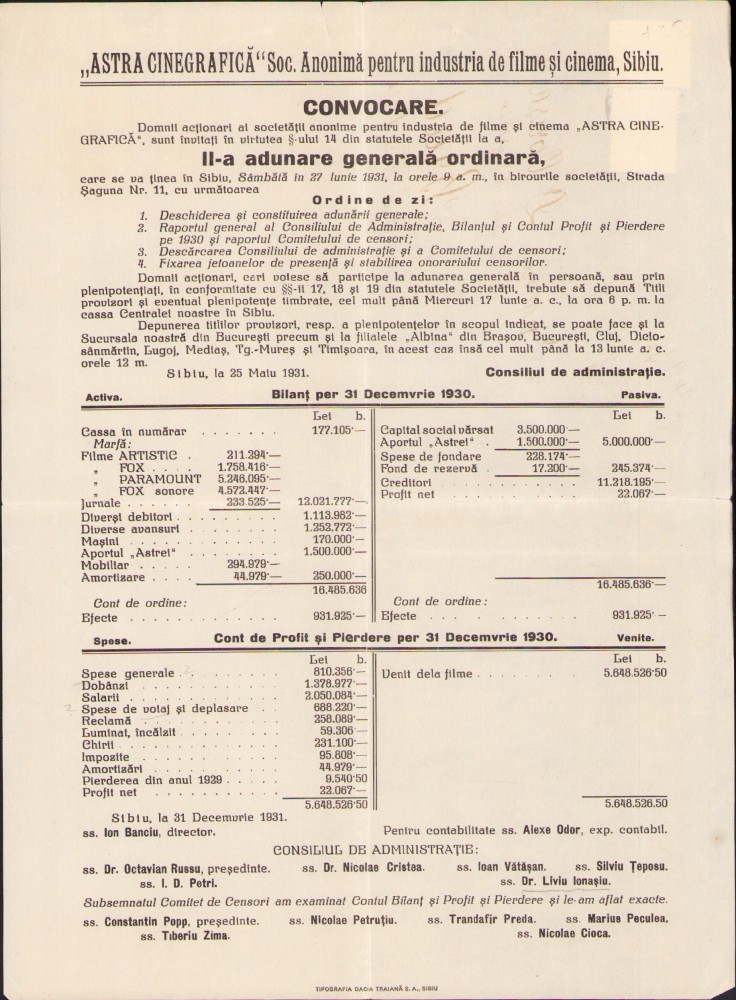 „ASTRA CINEGRAFICĂ“ Soc. Anonimă pentru industria de filme și cinema, Sibiu.
CONVOCARE.
Domnii acționari al societății anonime pentru industria de filme și cinema „ASTRA CINE-
GRAFICĂ“, sunt invitați în virtutea §-ului 14 din statutele Societății la a,
II-a adunare generală ordinară,
care se va ținea în Sibiu, Sâmbătă în 27 Iunie 1931, la orele 9 a. m., în birourile societății, Strada
Șaguna Nr. 11, cu următoarea
Ordine de zi:
1. Deschiderea și constituirea adunării generale;
2. Raportul general al Consiliului de Administrație, Bilanțul și Contul Profit și Pierdere
pe 1930 și raportul Comitetului de censori;
3. Descărcarea Consiliului de administrație și a Comitetului de censori;
4. Fixarea jetoanelor de prezență și stabilirea onorariului censorilor.
Domnii acționari, cari voiesc să participe la adunarea generală în persoană, sau prin
plenipotențiați, în conformitate cu §§-ii 17, 18 și 19 din statutele Societății, trebuie să depună Titli
provizori și eventual plenipotențe timbrate, cel mult până Miercuri 17 Iunie a. c., la ora 6 p. m. la
cassa Centralei noastre în Sibiu.
Depunerea titlilor provizori, resp. a plenipotențelor în scopul indicat, se poate face și la
Sucursala noastră din București precum și la filialele „Albina“ din Brașov, București, Cluj, Dicio-
sânmărtin, Lugoj, Mediaș, Tg.-Mureș și Timișoara, în acest caz însă cel mult până la 13 Iunie a. c.
orele 12 m.
Sibiu, la 25 Maiu 1931. Consiliul de administrație.
Activa. Bilanț per 31 Decemvrie 1930. Pasiva.
Lei b. Lei b.
Cassa în numărar . . . . . . . 177.105·— Capital social vărsat 3.500.000·—
Marfă: Aportul „Astrei“ . 1.500.000·— 5.000.000·—
Filme ARTISTIC . 211.294·— Spese de fondare 228.174·—
„ FOX . . . . 1.758.416·— Fond de rezervă . 17.200·— 245.374·—
„ PARAMOUNT 5.246.095·— Creditori . . . . . . . . . . 11.218.195·—
„ FOX sonore 4.572.447·— Profit net . . . . . . . . . . 22.067·—
Jurnale . . . . . . 233.525·— 12.021.777·—
Diverși debitori . . . . . . . . . 1.113.982·—
Diverse avansuri . . . . . . . . 1.252.772·—
Mașini . . . . . . . . . . . . 170.000·—
Aportul „Astrei“ . . . . . . . . 1.500.000·—
Mobiliar . . . . . 294.979·—
Amortizare . . . . 44.979·— 250.000·—
16.485.636 16.485.636·—
Cont de ordine: Cont de ordine:
Efecte . . . . . . . . . . . . 931.925·— Efecte . . . . . . . . . . . . 931.925·—
Spese. Cont de Profit și Pierdere per 31 Decemvrie 1930. Venite.
Lei b. Lei b.
Spese generale . . . . . . . . . 810.356·— Venit dela filme . . . . . . . . 5.648.526·50
Dobânzi . . . . . . . . . . . . 1.378.977·—
Salarii . . . . . . . . . . . . . 2.050.084·—
Spese de voiaj și deplasare . . 688.220·—
Reclamă . . . . . . . . . . . . 258.089·—
Luminat, încălzit . . . . . . . . 59.306·—
Chirii . . . . . . . . . . . . . . 231.100·—
Impozite . . . . . . . . . . . . 95.808·—
Amortizări . . . . . . . . . . . 44.979·—
Pierderea din anul 1929 . . . . . 9.540·50
Profit net . . . . . . . . . . . 22.067·—
5.648.526·50 5.648.526.50
Sibiu, la 31 Decemvrie 1931.
ss. Ion Banciu, director. Pentru contabilitate ss. Alexe Odor, exp. contabil.
CONSILIUL DE ADMINISTRAȚIE:
ss. Dr. Octavian Russu, președinte. ss. Dr. Nicolae Cristea. ss. Ioan Vătășan. ss. Silviu Țeposu.
ss. I. D. Petri. ss. Dr. Liviu Ionașiu.
Subsemnatul Comitet de Censori am examinat Contul Bilanț și Profit și Pierdere și le-am aflat exacte.
ss. Constantin Popp, președinte. ss. Nicolae Petruțiu. ss. Trandafir Preda. ss. Marius Peculea.
ss. Tiberiu Zima. ss. Nicolae Cioca.
TIPOGRAFIA DACIA TRAIANĂ S. A., SIBIU